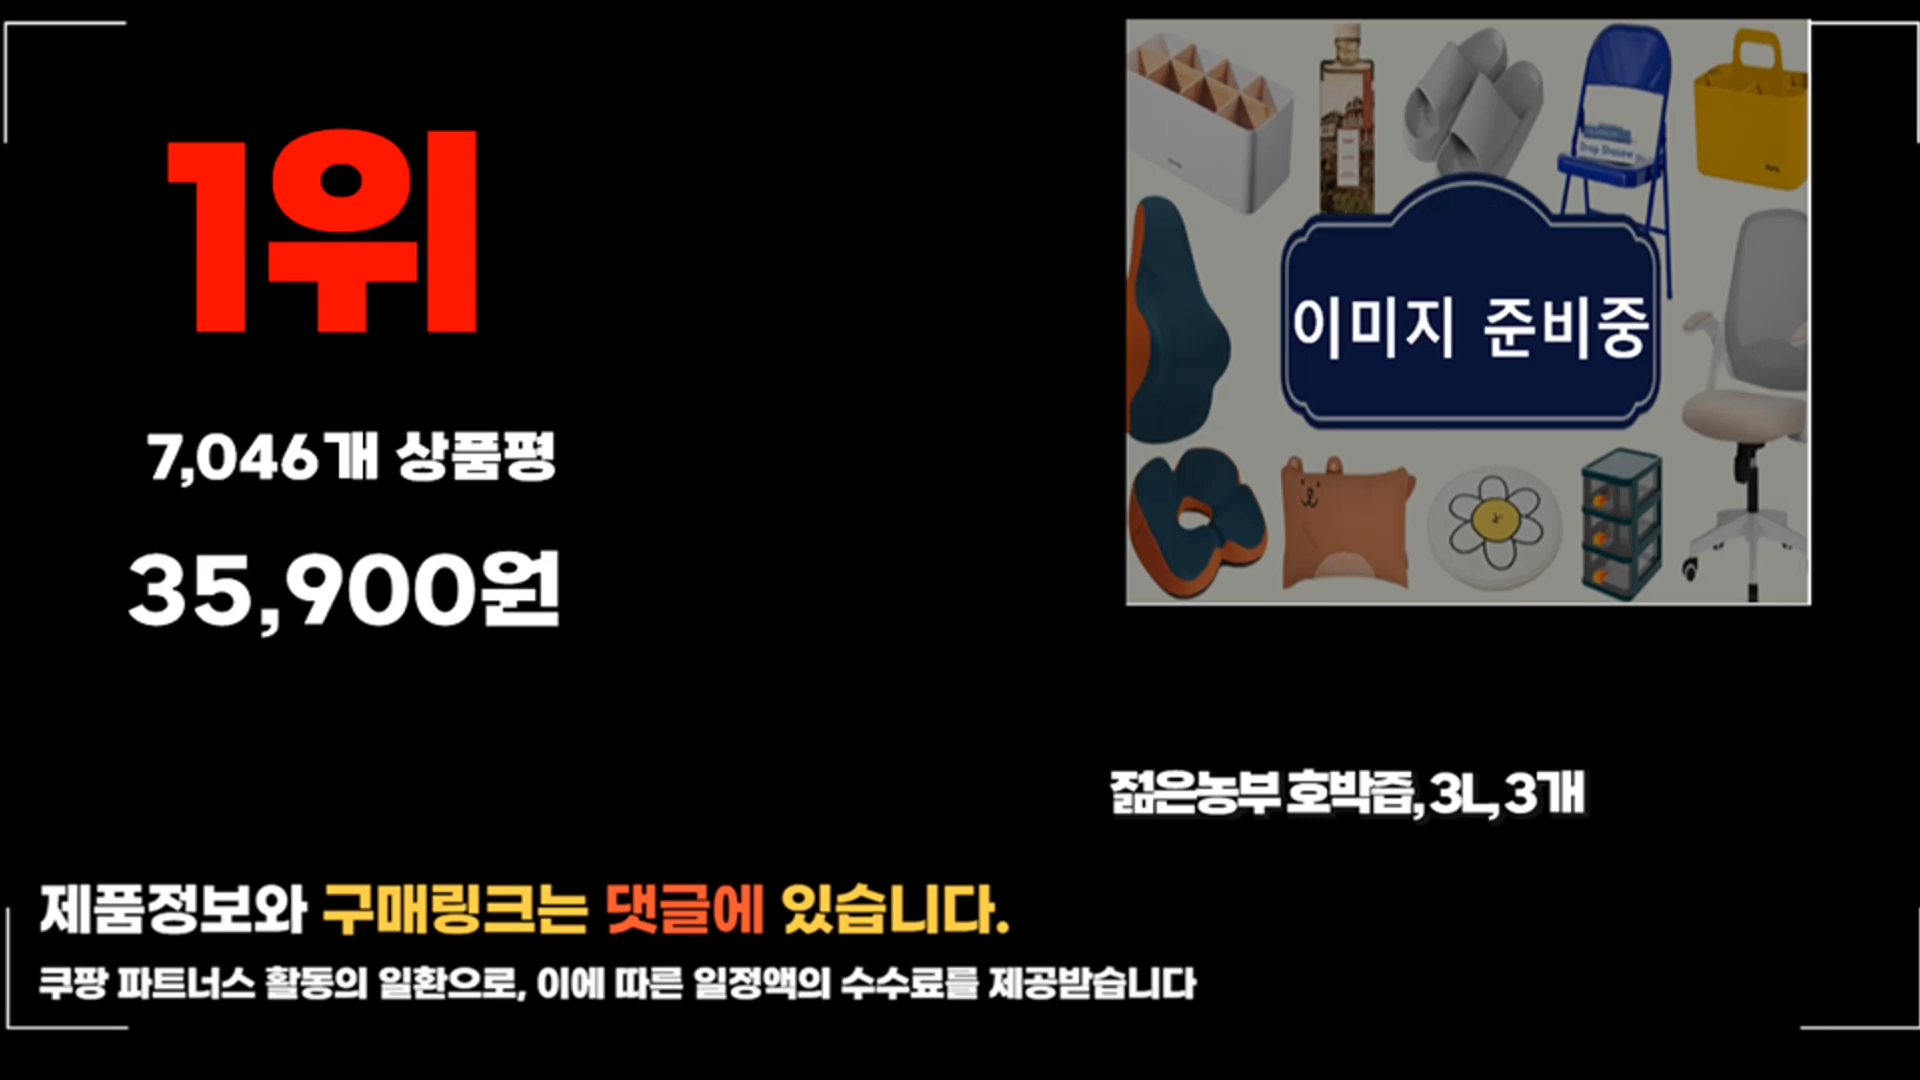 1위
7,046개 상품평
35,900원
Drop Shadow
이미지 준비중
젊은농부 호박즙, 3L, 3개
제품정보와 구매링크는 댓글에 있습니다.
쿠팡 파트너스 활동의 일환으로, 이에 따른 일정액의 수수료를 제공받습니다